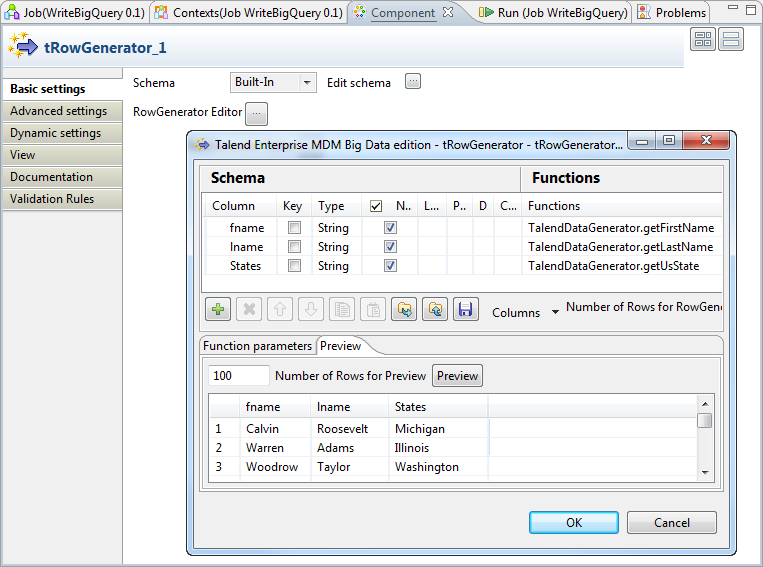 Job(WriteBigQuery 0.1) Contexts(Job WriteBigQuery 0.1) Component Run (Job WriteBigQuery) Problems
tRowGenerator_1
Basic settings
Advanced settings
Dynamic settings
View
Documentation
Validation Rules
Schema Built-In Edit schema ...
RowGenerator Editor ...
Talend Enterprise MDM Big Data edition - tRowGenerator - tRowGenerator...
Schema Functions
Column Key Type N.. L... P.. D C... Functions
fname String TalendDataGenerator.getFirstName
lname String TalendDataGenerator.getLastName
States String TalendDataGenerator.getUsState
Columns Number of Rows for RowGene
Function parameters Preview
100 Number of Rows for Preview Preview
fname lname States
1 Calvin Roosevelt Michigan
2 Warren Adams Illinois
3 Woodrow Taylor Washington
OK Cancel